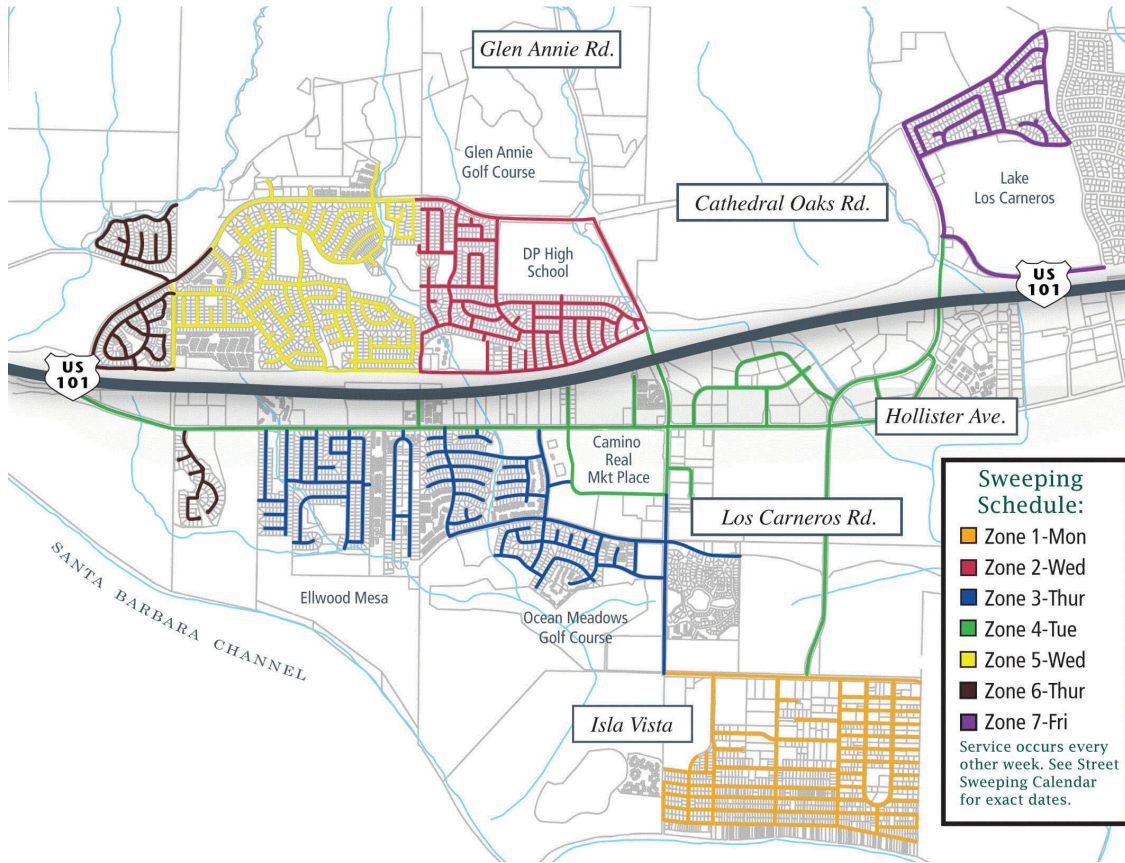 Glen Annie Rd.
Glen Annie
Golf Course
Cathedral Oaks Rd.
Lake
Los Carneros
DP High
School
US
101
US
101
Hollister Ave.
Camino
Real
Mkt Place
Los Carneros Rd.
Ellwood Mesa
Ocean Meadows
Golf Course
SANTA BARBARA CHANNEL
Isla Vista
Sweeping
Schedule:
Zone 1-Mon
Zone 2-Wed
Zone 3-Thur
Zone 4-Tue
Zone 5-Wed
Zone 6-Thur
Zone 7-Fri
Service occurs every
other week. See Street
Sweeping Calendar
for exact dates.